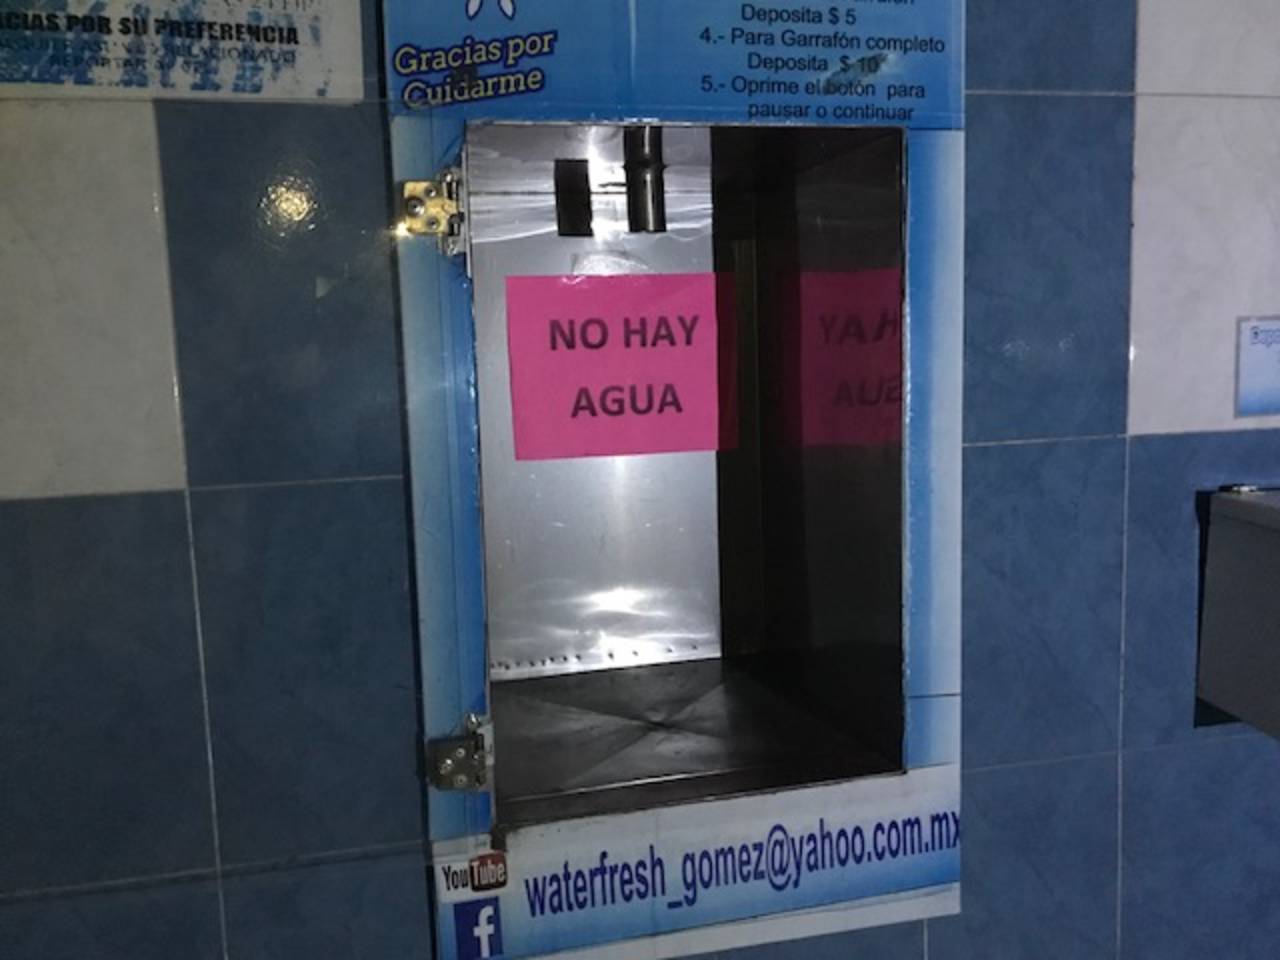 GRACIAS POR SU PREFERENCIA
Gracias por
Cuidarme
Deposita $ 5
4.- Para Garrafón completo
Deposita $ 10
5.- Oprime el botón para
pausar o continuar
NO HAY
AGUA
YouTube
waterfresh_gomez@yahoo.com.mx
f